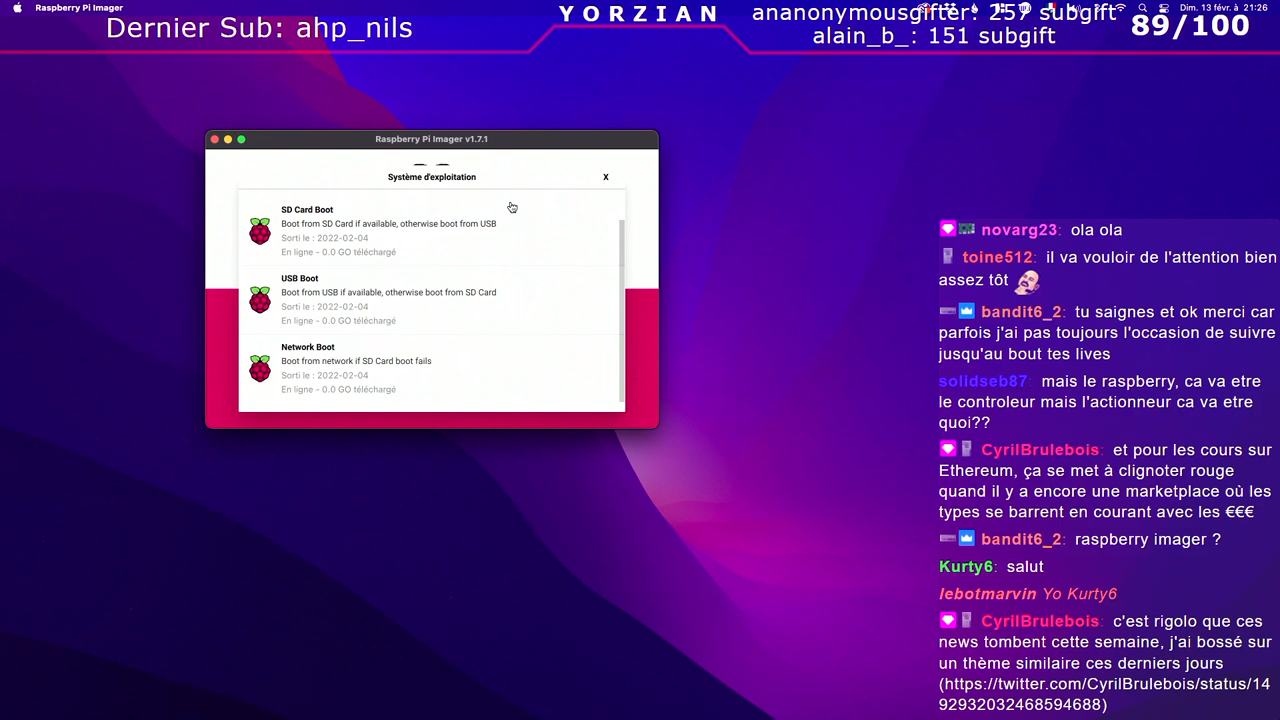 Raspberry Pi Imager
Dim. 13 févr. à 21:26
Dernier Sub: ahp_nils
YORZIAN
ananonymousgifter: 257 subgift
alain_b_: 151 subgift
89/100
Raspberry Pi Imager v1.7.1
Système d'exploitation
X
SD Card Boot
Boot from SD Card if available, otherwise boot from USB
Sorti le : 2022-02-04
En ligne - 0.0 GO téléchargé
USB Boot
Boot from USB if available, otherwise boot from SD Card
Sorti le : 2022-02-04
En ligne - 0.0 GO téléchargé
Network Boot
Boot from network if SD Card boot fails
Sorti le : 2022-02-04
En ligne - 0.0 GO téléchargé
novarg23: ola ola
toine512: il va vouloir de l'attention bien
assez tôt
bandit6_2: tu saignes et ok merci car
parfois j'ai pas toujours l'occasion de suivre
jusqu'au bout tes lives
solidseb87: mais le raspberry, ca va etre
le controleur mais l'actionneur ca va etre
quoi??
CyrilBrulebois: et pour les cours sur
Ethereum, ça se met à clignoter rouge
quand il y a encore une marketplace où les
types se barrent en courant avec les €€€
bandit6_2: raspberry imager ?
Kurty6: salut
lebotmarvin Yo Kurty6
CyrilBrulebois: c'est rigolo que ces
news tombent cette semaine, j'ai bossé sur
un thème similaire ces derniers jours
(https://twitter.com/CyrilBrulebois/status/14
92932032468594688)